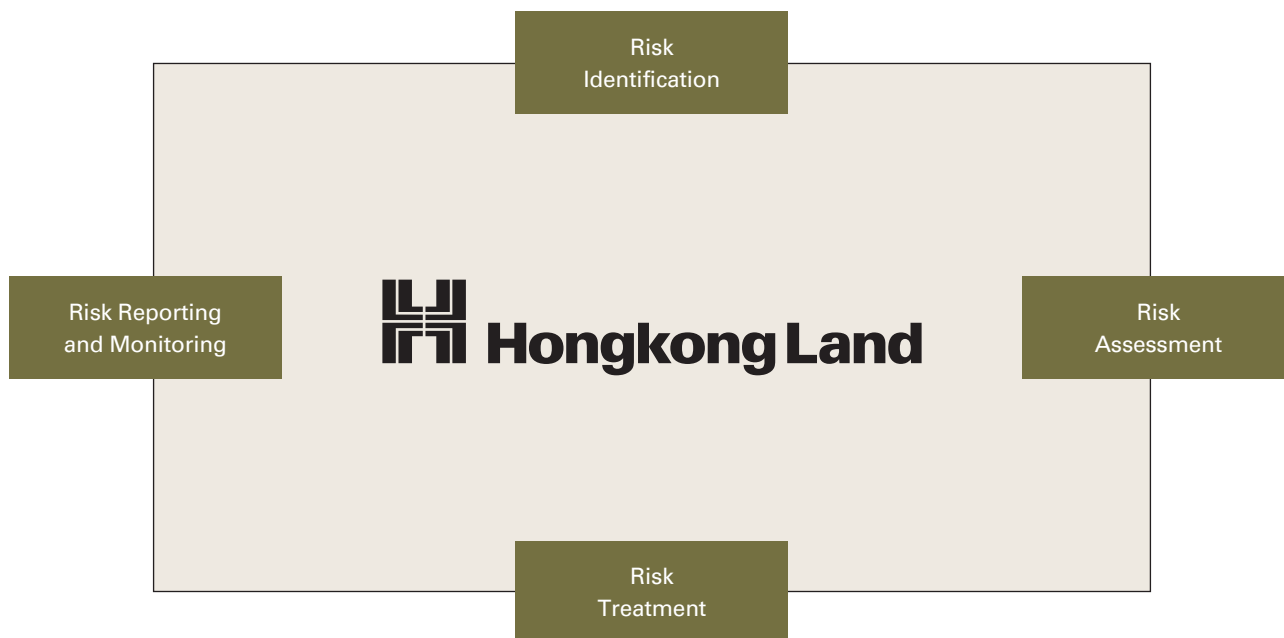 Risk
Identification
Risk Reporting
and Monitoring
Hongkong Land
Risk
Assessment
Risk
Treatment